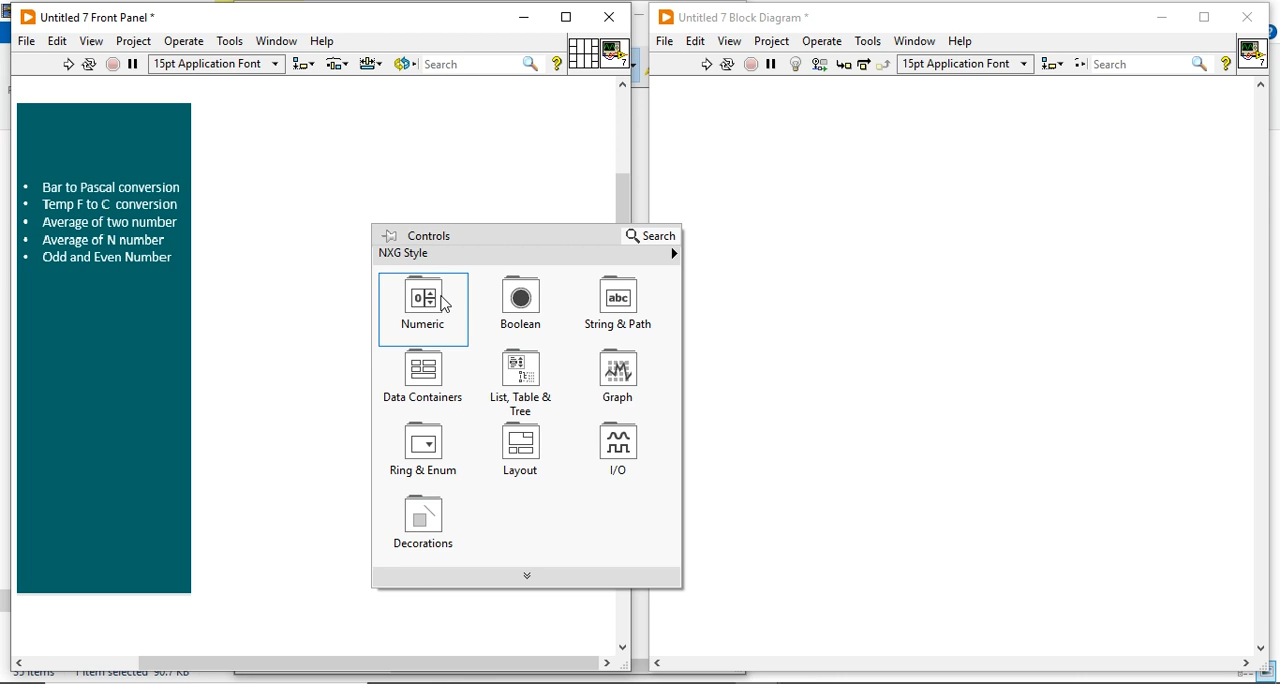 Untitled 7 Front Panel *
File Edit View Project Operate Tools Window Help
15pt Application Font
Search
?
7
Untitled 7 Block Diagram *
File Edit View Project Operate Tools Window Help
15pt Application Font
Search
?
7
• Bar to Pascal conversion
• Temp F to C conversion
• Average of two number
• Average of N number
• Odd and Even Number
Controls
Search
NXG Style
Numeric
Boolean
abc
String & Path
Data Containers
List, Table &
Tree
Graph
Ring & Enum
Layout
I/O
Decorations